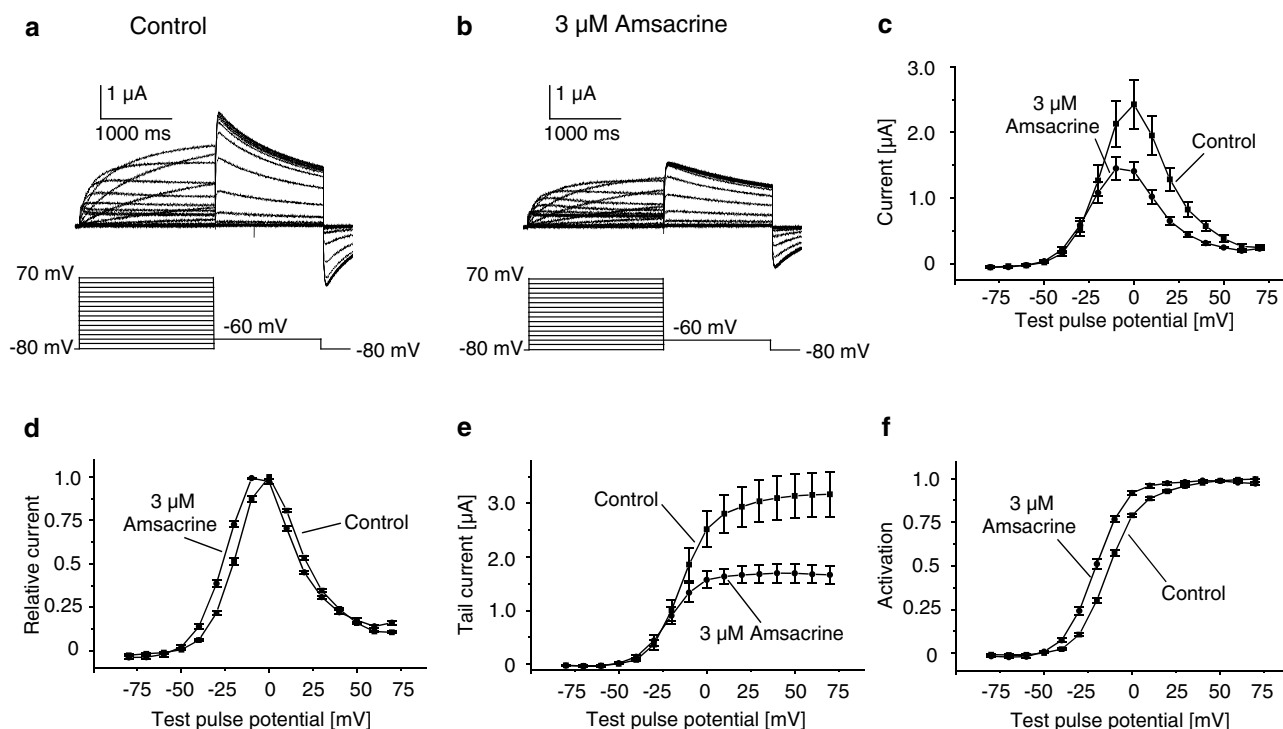 a Control
1 µA
1000 ms
70 mV
-60 mV
-80 mV
-80 mV
b 3 µM Amsacrine
1 µA
1000 ms
70 mV
-60 mV
-80 mV
-80 mV
c
3.0
2.0
1.0
0
Current [µA]
3 µM
Amsacrine
Control
-75 -50 -25 0 25 50 75
Test pulse potential [mV]
d
1.0
0.75
0.5
0.25
0
Relative current
3 µM
Amsacrine
Control
-75 -50 -25 0 25 50 75
Test pulse potential [mV]
e
3.0
2.0
1.0
0
Tail current [µA]
Control
3 µM Amsacrine
-75 -50 -25 0 25 50 75
Test pulse potential [mV]
f
1.0
0.75
0.5
0.25
0
Activation
3 µM
Amsacrine
Control
-75 -50 -25 0 25 50 75
Test pulse potential [mV]